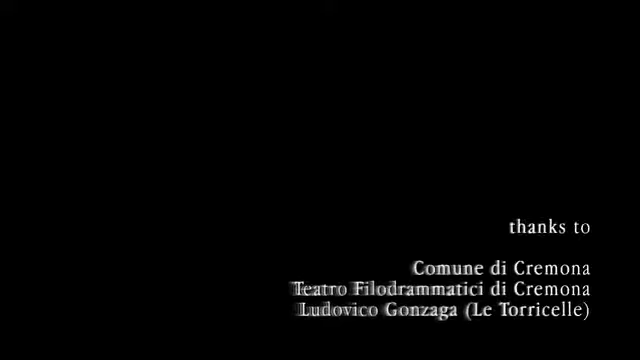 thanks to
Comune di Cremona
Teatro Filodrammatici di Cremona
Ludovico Gonzaga (Le Torricelle)